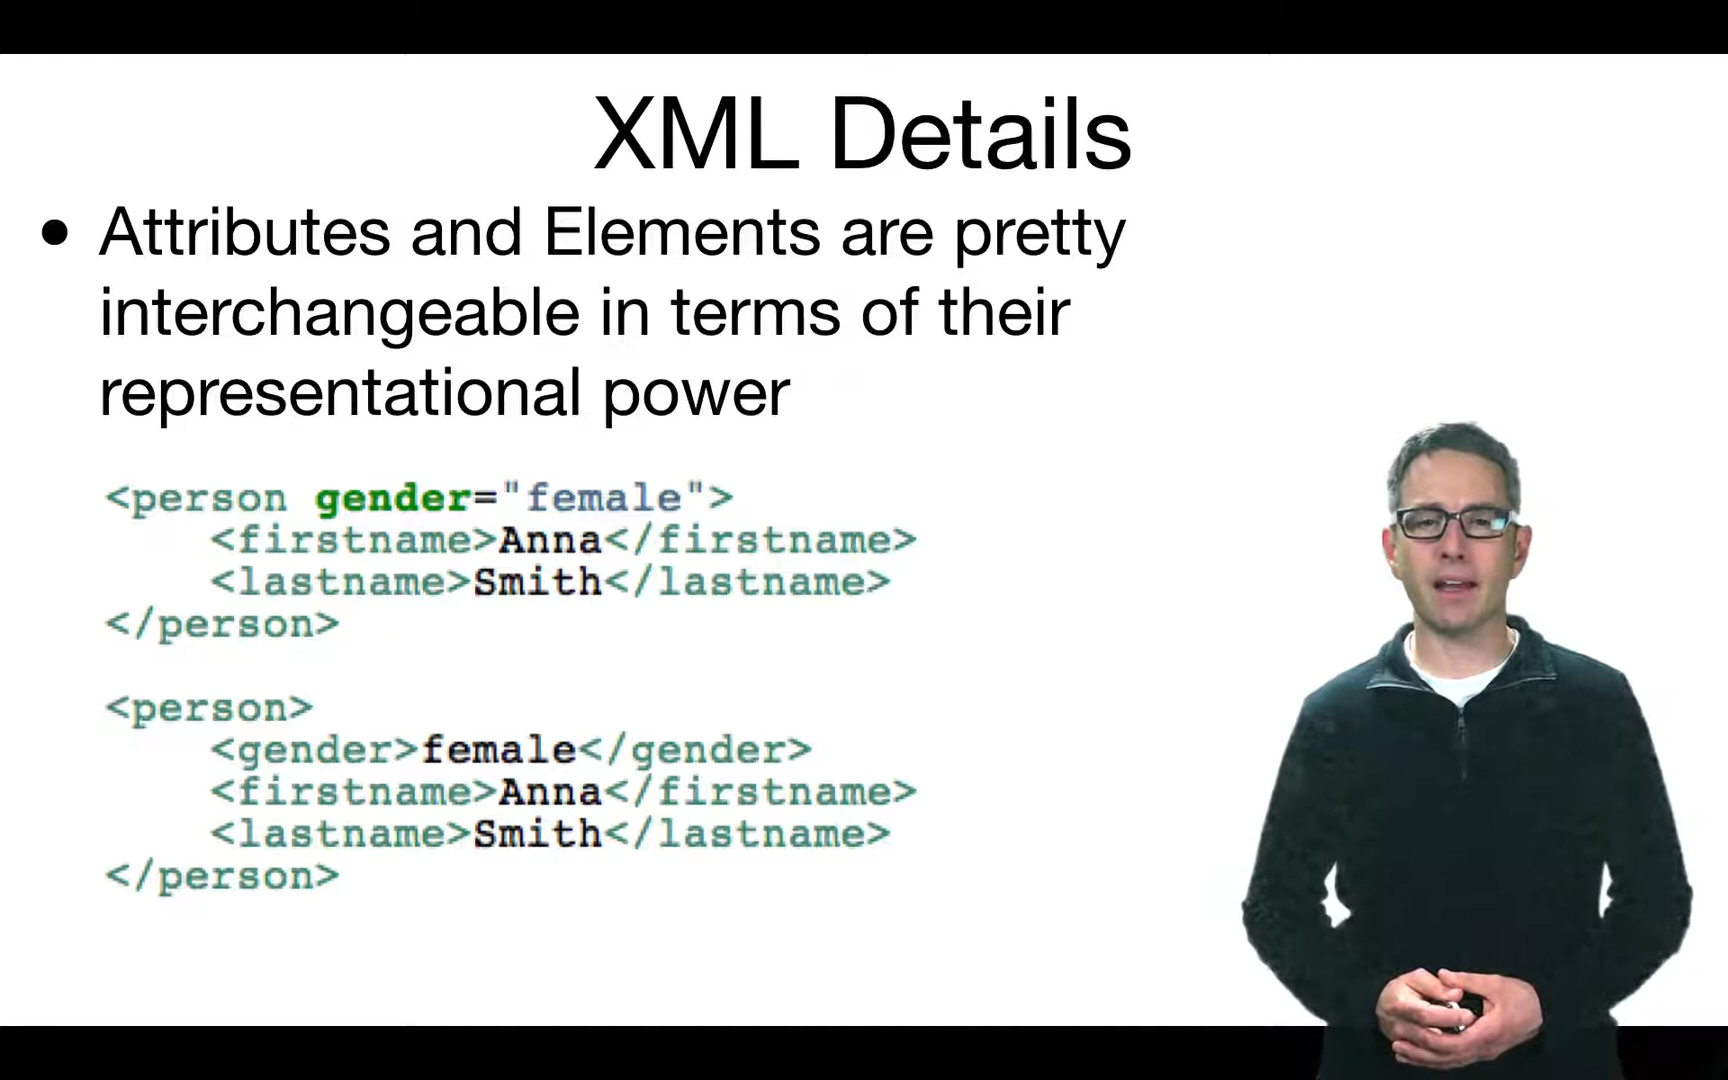 XML Details
• Attributes and Elements are pretty
interchangeable in terms of their
representational power
<person gender="female">
    <firstname>Anna</firstname>
    <lastname>Smith</lastname>
</person>
<person>
    <gender>female</gender>
    <firstname>Anna</firstname>
    <lastname>Smith</lastname>
</person>